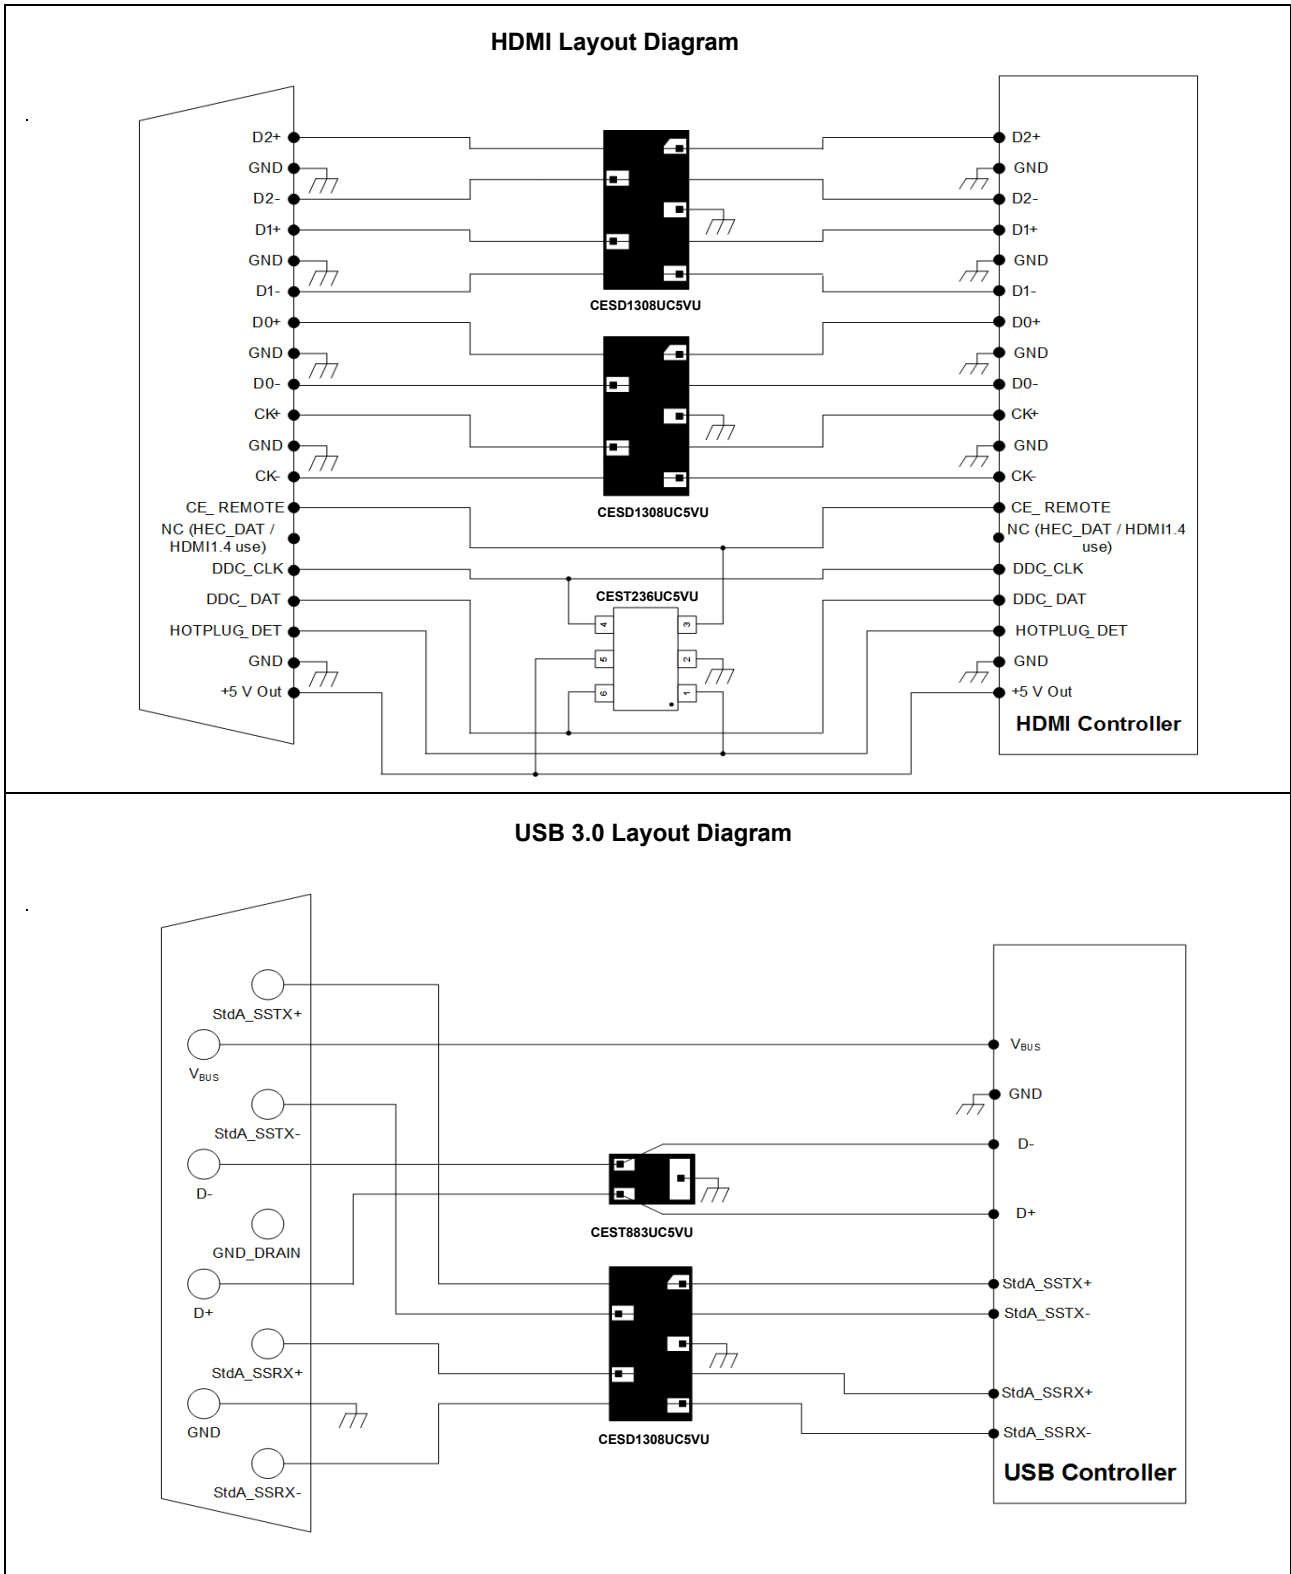 HDMI Layout Diagram
D2+
GND
D2-
D1+
GND
D1-
D0+
GND
D0-
CK+
GND
CK-
CE_ REMOTE
NC (HEC_DAT /
HDMI1.4 use)
DDC_CLK
DDC_ DAT
HOTPLUG_DET
GND
+5 V Out
CESD1308UC5VU
CESD1308UC5VU
CEST236UC5VU
4
3
5
2
6
1
D2+
GND
D2-
D1+
GND
D1-
D0+
GND
D0-
CK+
GND
CK-
CE_ REMOTE
NC (HEC_DAT / HDMI1.4
use)
DDC_CLK
DDC_ DAT
HOTPLUG_DET
GND
+5 V Out
HDMI Controller
USB 3.0 Layout Diagram
StdA_SSTX+
VBUS
StdA_SSTX-
D-
GND_DRAIN
D+
StdA_SSRX+
GND
StdA_SSRX-
CEST883UC5VU
CESD1308UC5VU
VBUS
GND
D-
D+
StdA_SSTX+
StdA_SSTX-
StdA_SSRX+
StdA_SSRX-
USB Controller